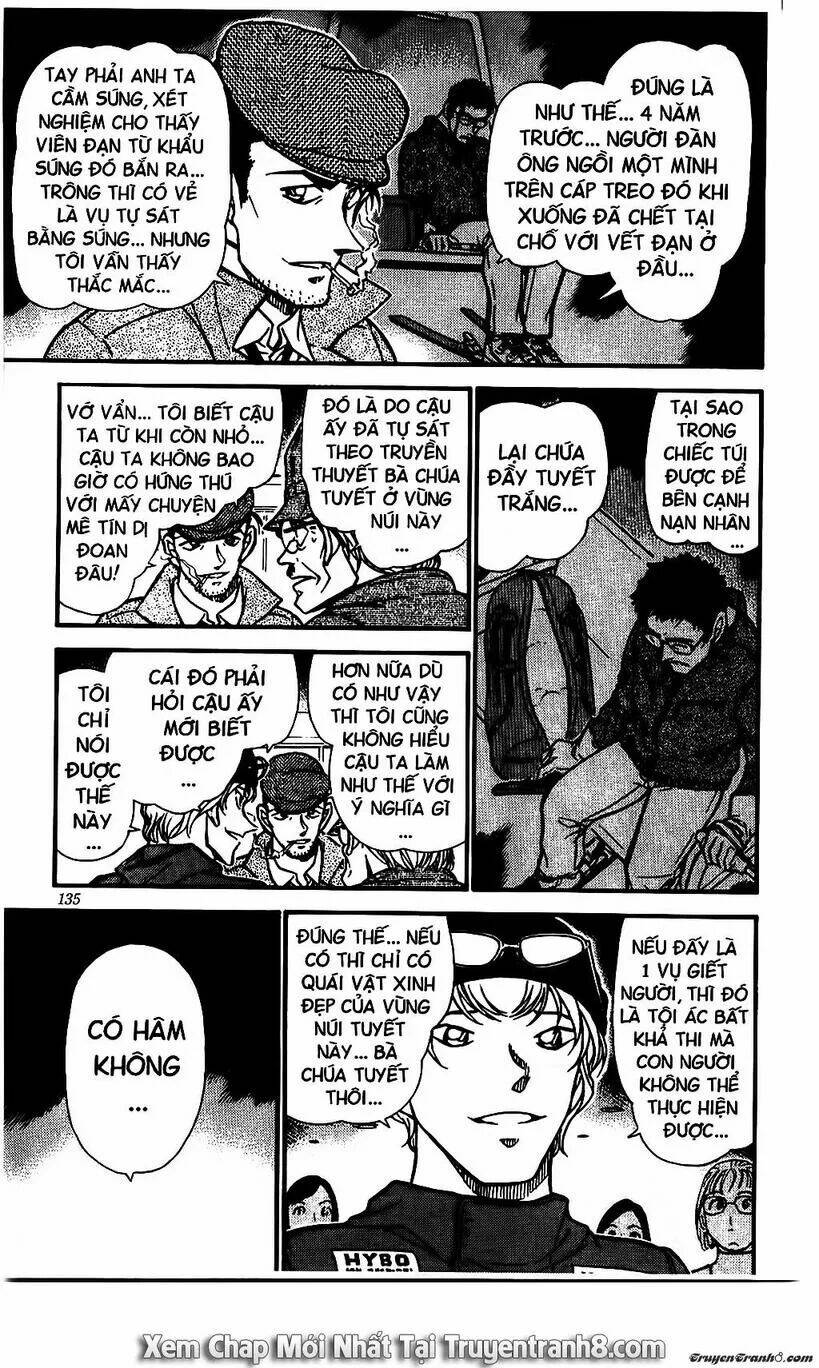 ĐÚNG LÀ
NHƯ THẾ... 4 NĂM
TRƯỚC... NGƯỜI ĐÀN
ÔNG NGỒI MỘT MÌNH
TRÊN CÁP TREO ĐÓ KHI
XUỐNG ĐÃ CHẾT TẠI
CHỖ VỚI VẾT ĐẠN Ở
ĐẦU...
TAY PHẢI ANH TA
CẦM SÚNG, XÉT
NGHIỆM CHO THẤY
VIÊN ĐẠN TỪ KHẨU
SÚNG ĐÓ BẮN RA...
TRÔNG THÌ CÓ VẺ
LÀ VỤ TỰ SÁT
BẰNG SÚNG... NHƯNG
TÔI VẪN THẤY
THẮC MẮC...
TẠI SAO
TRONG
CHIẾC TÚI
ĐƯỢC ĐỂ
BÊN CẠNH
NẠN NHÂN
...
LẠI CHỨA
ĐẦY TUYẾT
TRẮNG...
ĐÓ LÀ DO CẬU
ẤY ĐÃ TỰ SÁT
THEO TRUYỀN
THUYẾT BÀ CHÚA
TUYẾT Ở VÙNG
NÚI NÀY
...
VỚ VẨN... TÔI BIẾT CẬU
TA TỪ KHI CÒN NHỎ...
CẬU TA KHÔNG BAO
GIỜ CÓ HỨNG THÚ
VỚI MẤY CHUYỆN
MÊ TÍN DỊ
ĐOAN
ĐÂU!
HƠN NỮA DÙ
CÓ NHƯ VẬY
THÌ TÔI CŨNG
KHÔNG HIỂU
CẬU TA LÀM
NHƯ THẾ VỚI
Ý NGHĨA GÌ
...
CÁI ĐÓ PHẢI
HỎI CẬU ẤY
MỚI BIẾT
ĐƯỢC
...
TÔI
CHỈ
NÓI
ĐƯỢC
THẾ
NÀY
...
135
NẾU ĐẤY LÀ
1 VỤ GIẾT
NGƯỜI, THÌ ĐÓ
LÀ TỘI ÁC BẤT
KHẢ THI MÀ
CON NGƯỜI
KHÔNG THỂ
THỰC HIỆN
ĐƯỢC...
ĐÚNG THẾ... NẾU
CÓ THÌ CHỈ CÓ
QUÁI VẬT XINH
ĐẸP CỦA VÙNG
NÚI TUYẾT
NÀY... BÀ
CHÚA TUYẾT
THÔI...
HYBO
CÓ HÂM
KHÔNG
...
Xem Chap Mới Nhất Tại Truyentranh8.com
TruyenTranh8.com